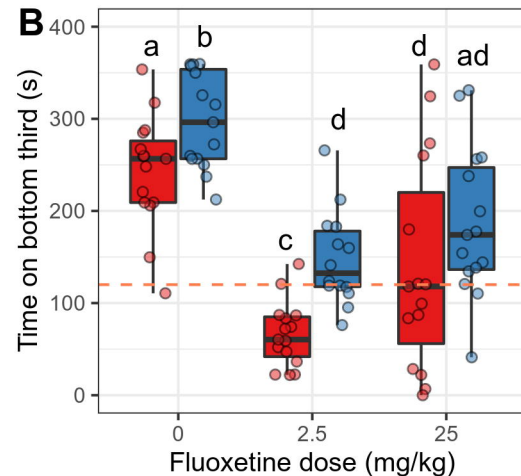 B
400
300
200
100
0
Time on bottom third (s)
a
b
c
d
d
ad
0
2.5
25
Fluoxetine dose (mg/kg)